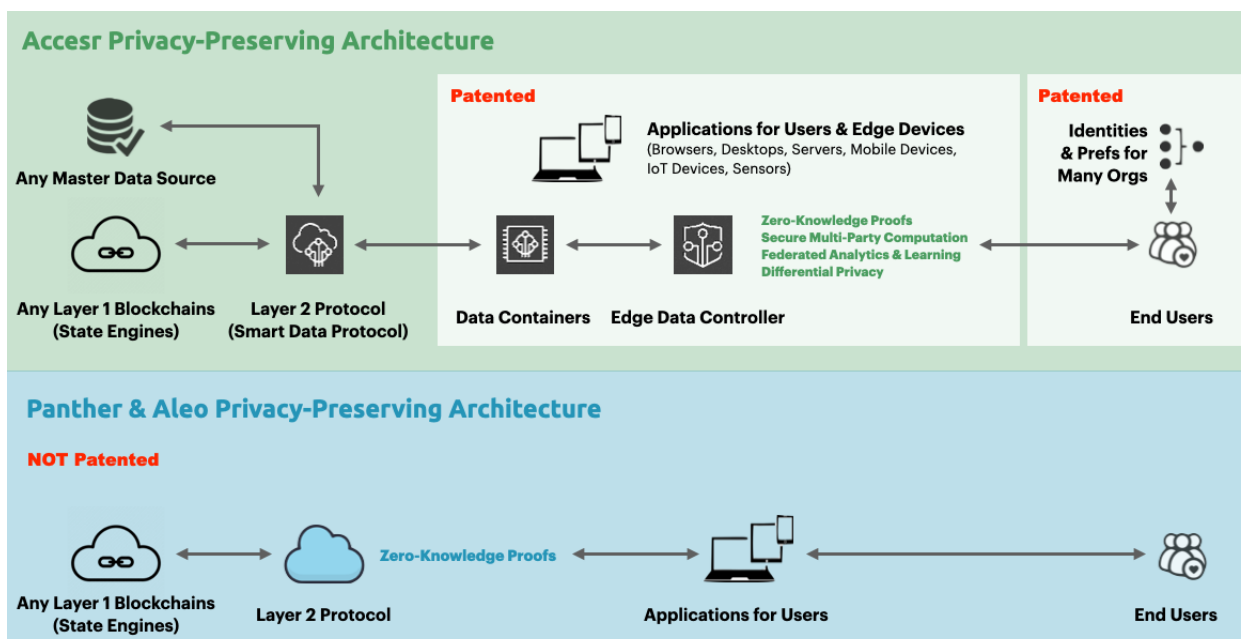 Accesr Privacy-Preserving Architecture
Patented
Patented
Applications for Users & Edge Devices
(Browsers, Desktops, Servers, Mobile Devices,
IoT Devices, Sensors)
Identities
& Prefs for
Many Orgs
Any Master Data Source
Zero-Knowledge Proofs
Secure Multi-Party Computation
Federated Analytics & Learning
Differential Privacy
Any Layer 1 Blockchains
(State Engines)
Layer 2 Protocol
(Smart Data Protocol)
Data Containers
Edge Data Controller
End Users
Panther & Aleo Privacy-Preserving Architecture
NOT Patented
Zero-Knowledge Proofs
Any Layer 1 Blockchains
(State Engines)
Layer 2 Protocol
Applications for Users
End Users